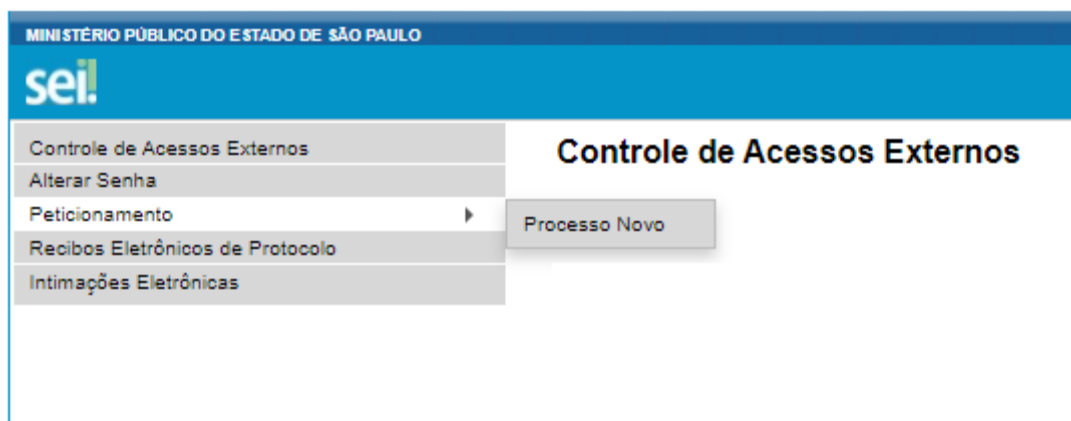 MINISTÉRIO PÚBLICO DO ESTADO DE SÃO PAULO
sei!
Controle de Acessos Externos
Alterar Senha
Peticionamento
Recibos Eletrônicos de Protocolo
Intimações Eletrônicas
Processo Novo
Controle de Acessos Externos